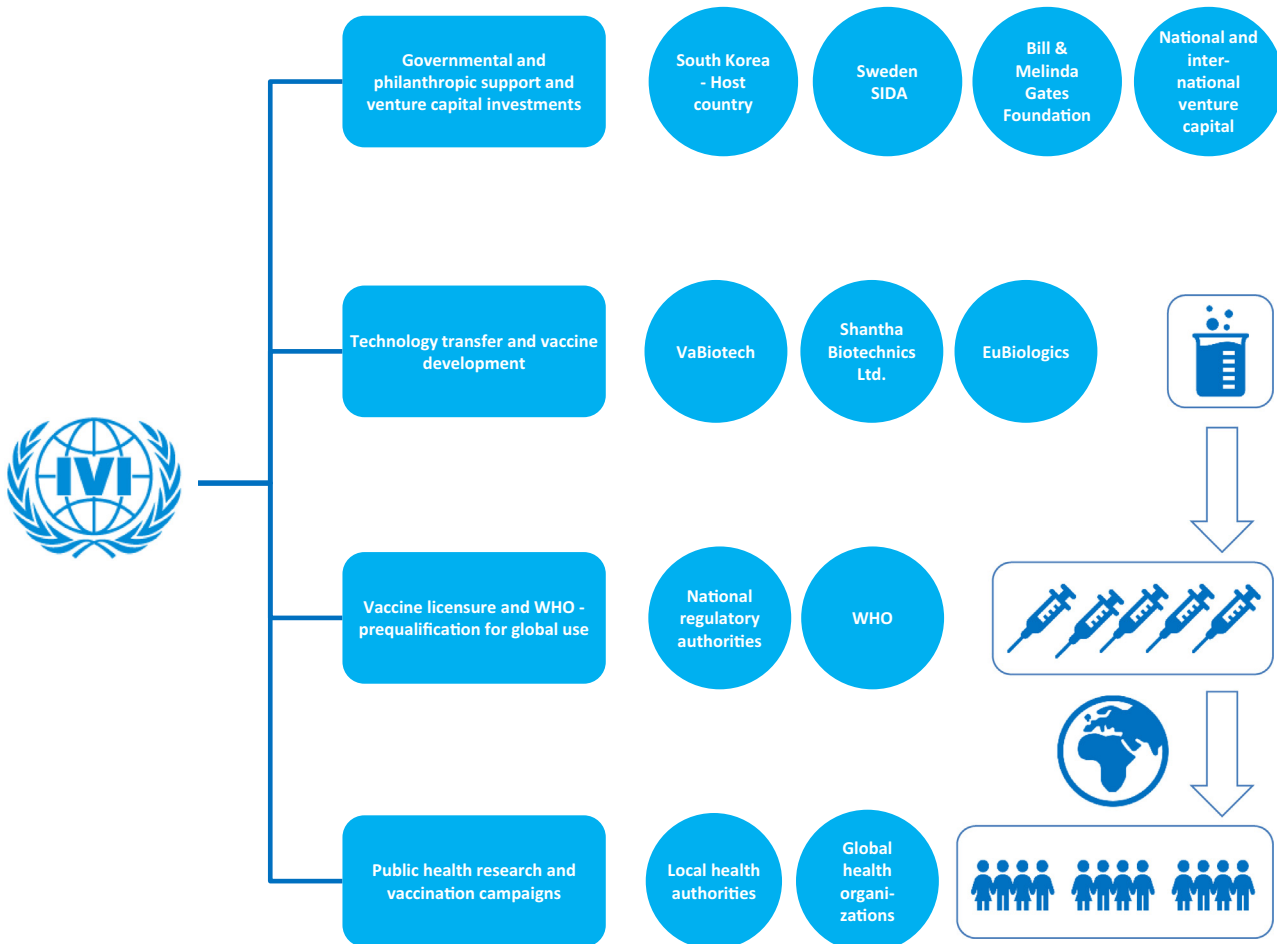 Governmental and
philanthropic support and
venture capital investments
South Korea
- Host
country
Sweden
SIDA
Bill &
Melinda
Gates
Foundation
National and
inter-
national
venture
capital
Technology transfer and vaccine
development
VaBiotech
Shantha
Biotechnics
Ltd.
EuBiologics
IVI
Vaccine licensure and WHO -
prequalification for global use
National
regulatory
authorities
WHO
Public health research and
vaccination campaigns
Local health
authorities
Global
health
organi-
zations